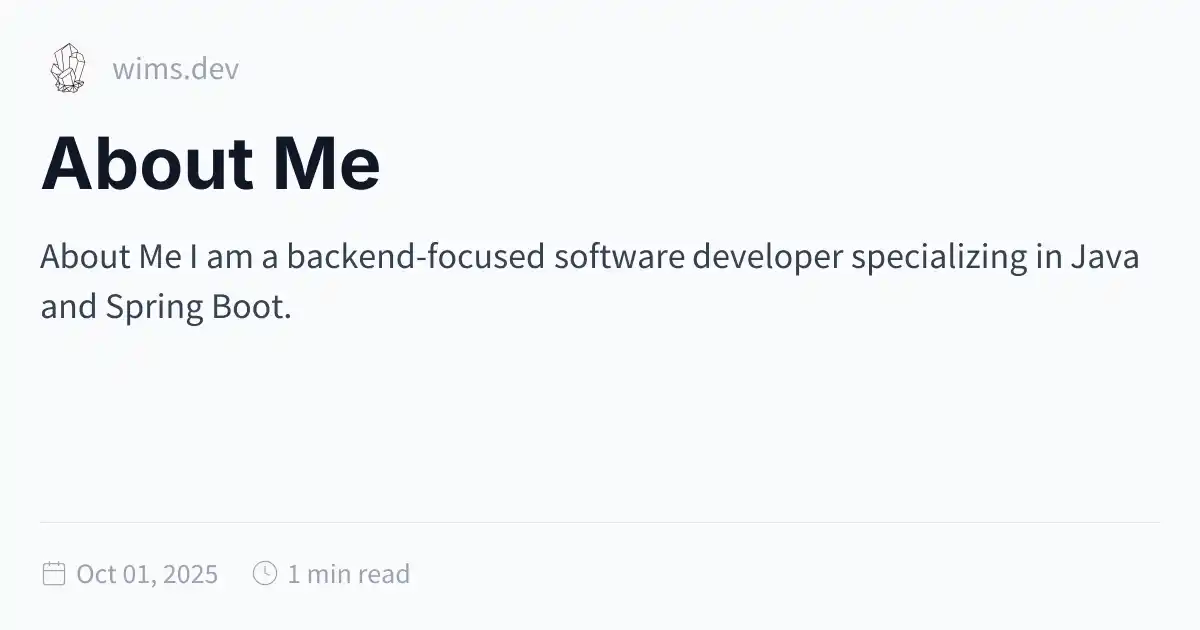 wims.dev
About Me
About Me I am a backend-focused software developer specializing in Java
and Spring Boot.
Oct 01, 2025 1 min read